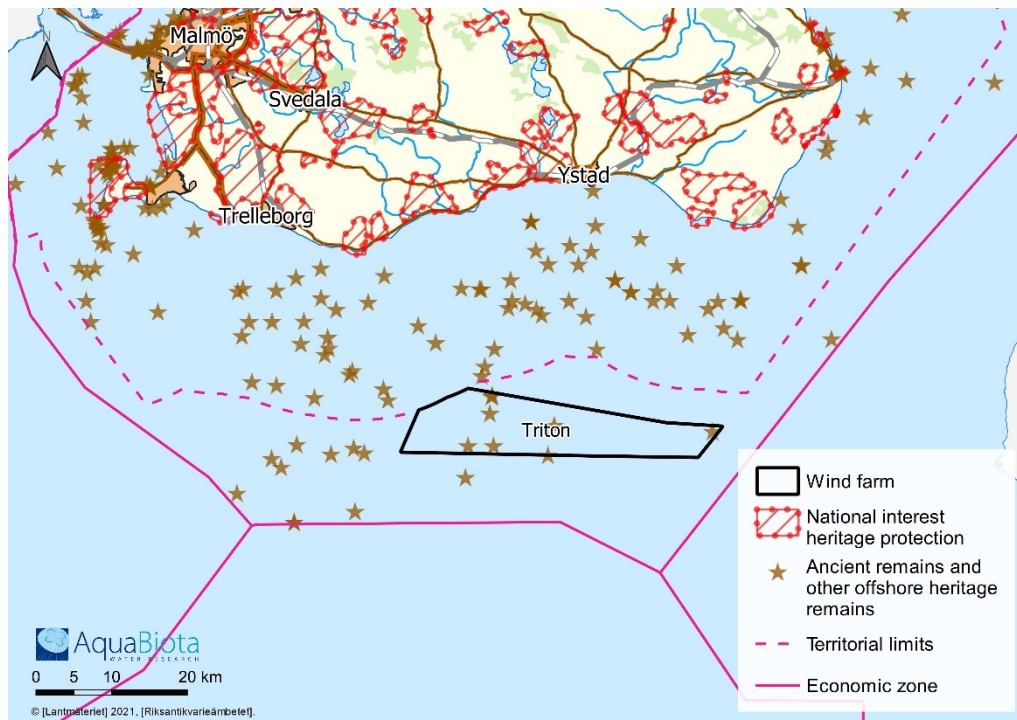 N
Malmö
Svedala
Ystad
Trelleborg
Triton
Wind farm
National interest
heritage protection
Ancient remains and
other offshore heritage
remains
Territorial limits
Economic zone
AquaBiota
WATER RESEARCH
0 5 10 20 km
© [Lantmäteriet] 2021, [Riksantikvarieämbetet].